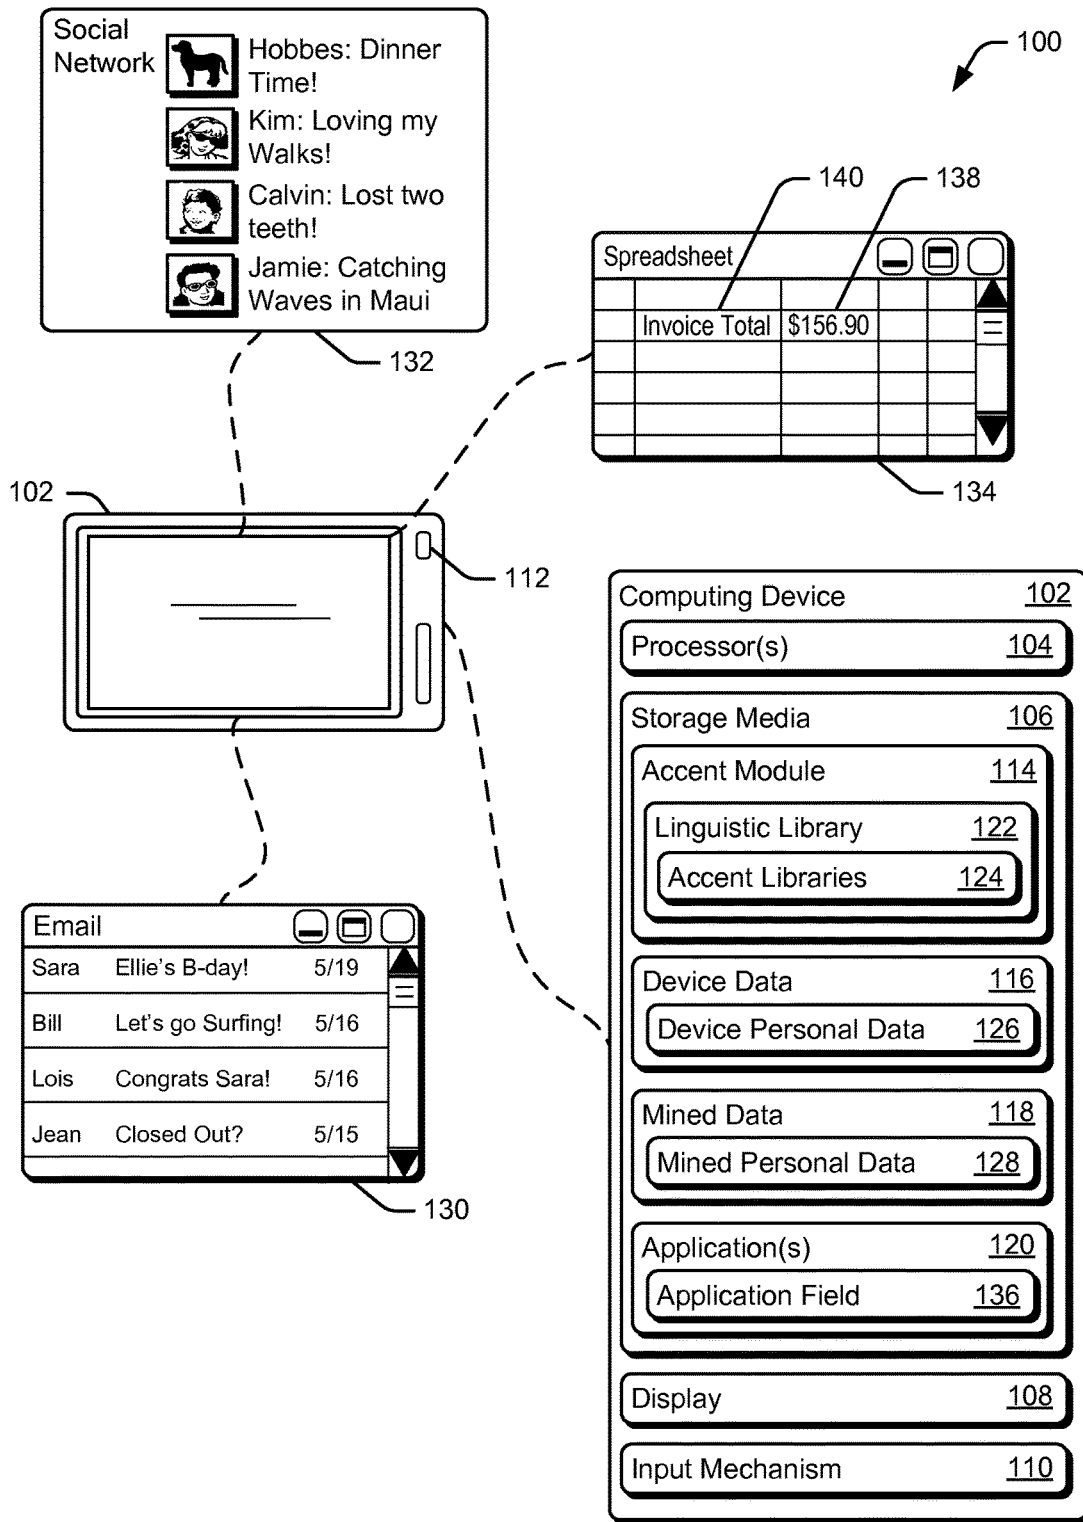 Social
Network
Hobbes: Dinner
Time!
Kim: Loving my
Walks!
Calvin: Lost two
teeth!
Jamie: Catching
Waves in Maui
132
100
140
138
Spreadsheet
Invoice Total $156.90
134
102
112
Email
Sara Ellie's B-day! 5/19
Bill Let's go Surfing! 5/16
Lois Congrats Sara! 5/16
Jean Closed Out? 5/15
130
Computing Device 102
Processor(s) 104
Storage Media 106
Accent Module 114
Linguistic Library 122
Accent Libraries 124
Device Data 116
Device Personal Data 126
Mined Data 118
Mined Personal Data 128
Application(s) 120
Application Field 136
Display 108
Input Mechanism 110